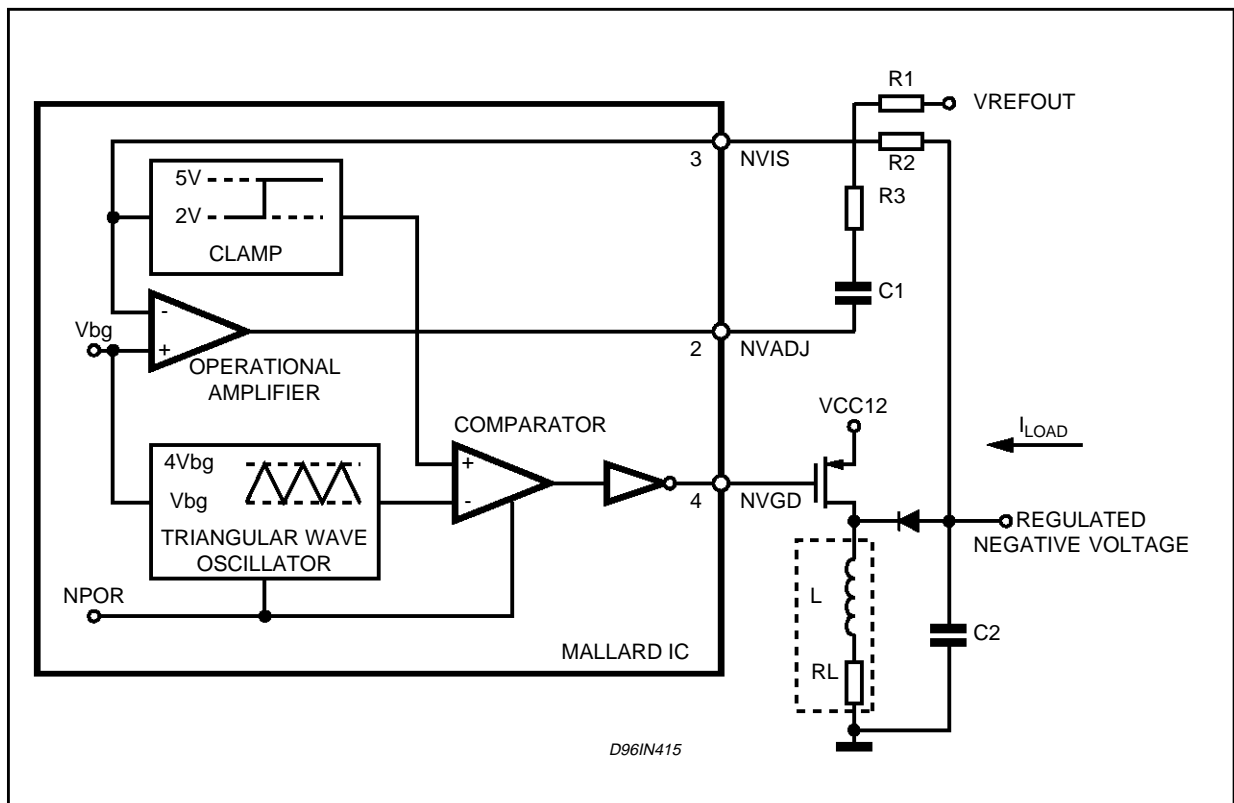 R1
VREFOUT
3
NVIS
R2
5V
2V
CLAMP
R3
C1
-
Vbg
+
2
NVADJ
OPERATIONAL
AMPLIFIER
VCC12
COMPARATOR
I LOAD
4Vbg
+
Vbg
-
4
NVGD
TRIANGULAR WAVE
OSCILLATOR
REGULATED
NEGATIVE VOLTAGE
NPOR
L
C2
MALLARD IC
RL
D96IN415